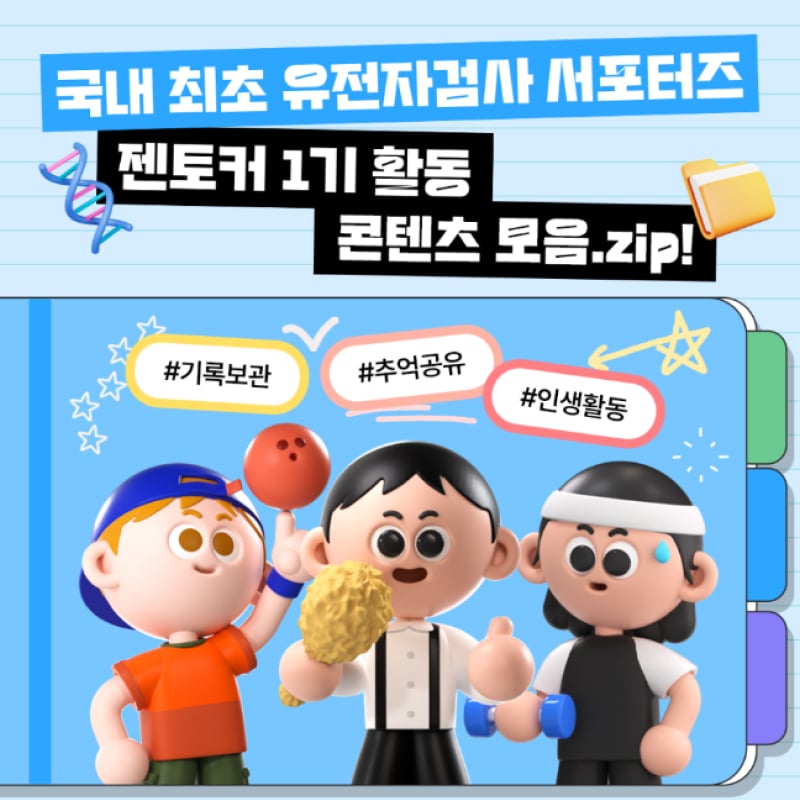 국내 최초 유전자검사 서포터즈
젠토커 1기 활동
콘텐츠 모음.zip!
#기록보관
#추억공유
#인생활동